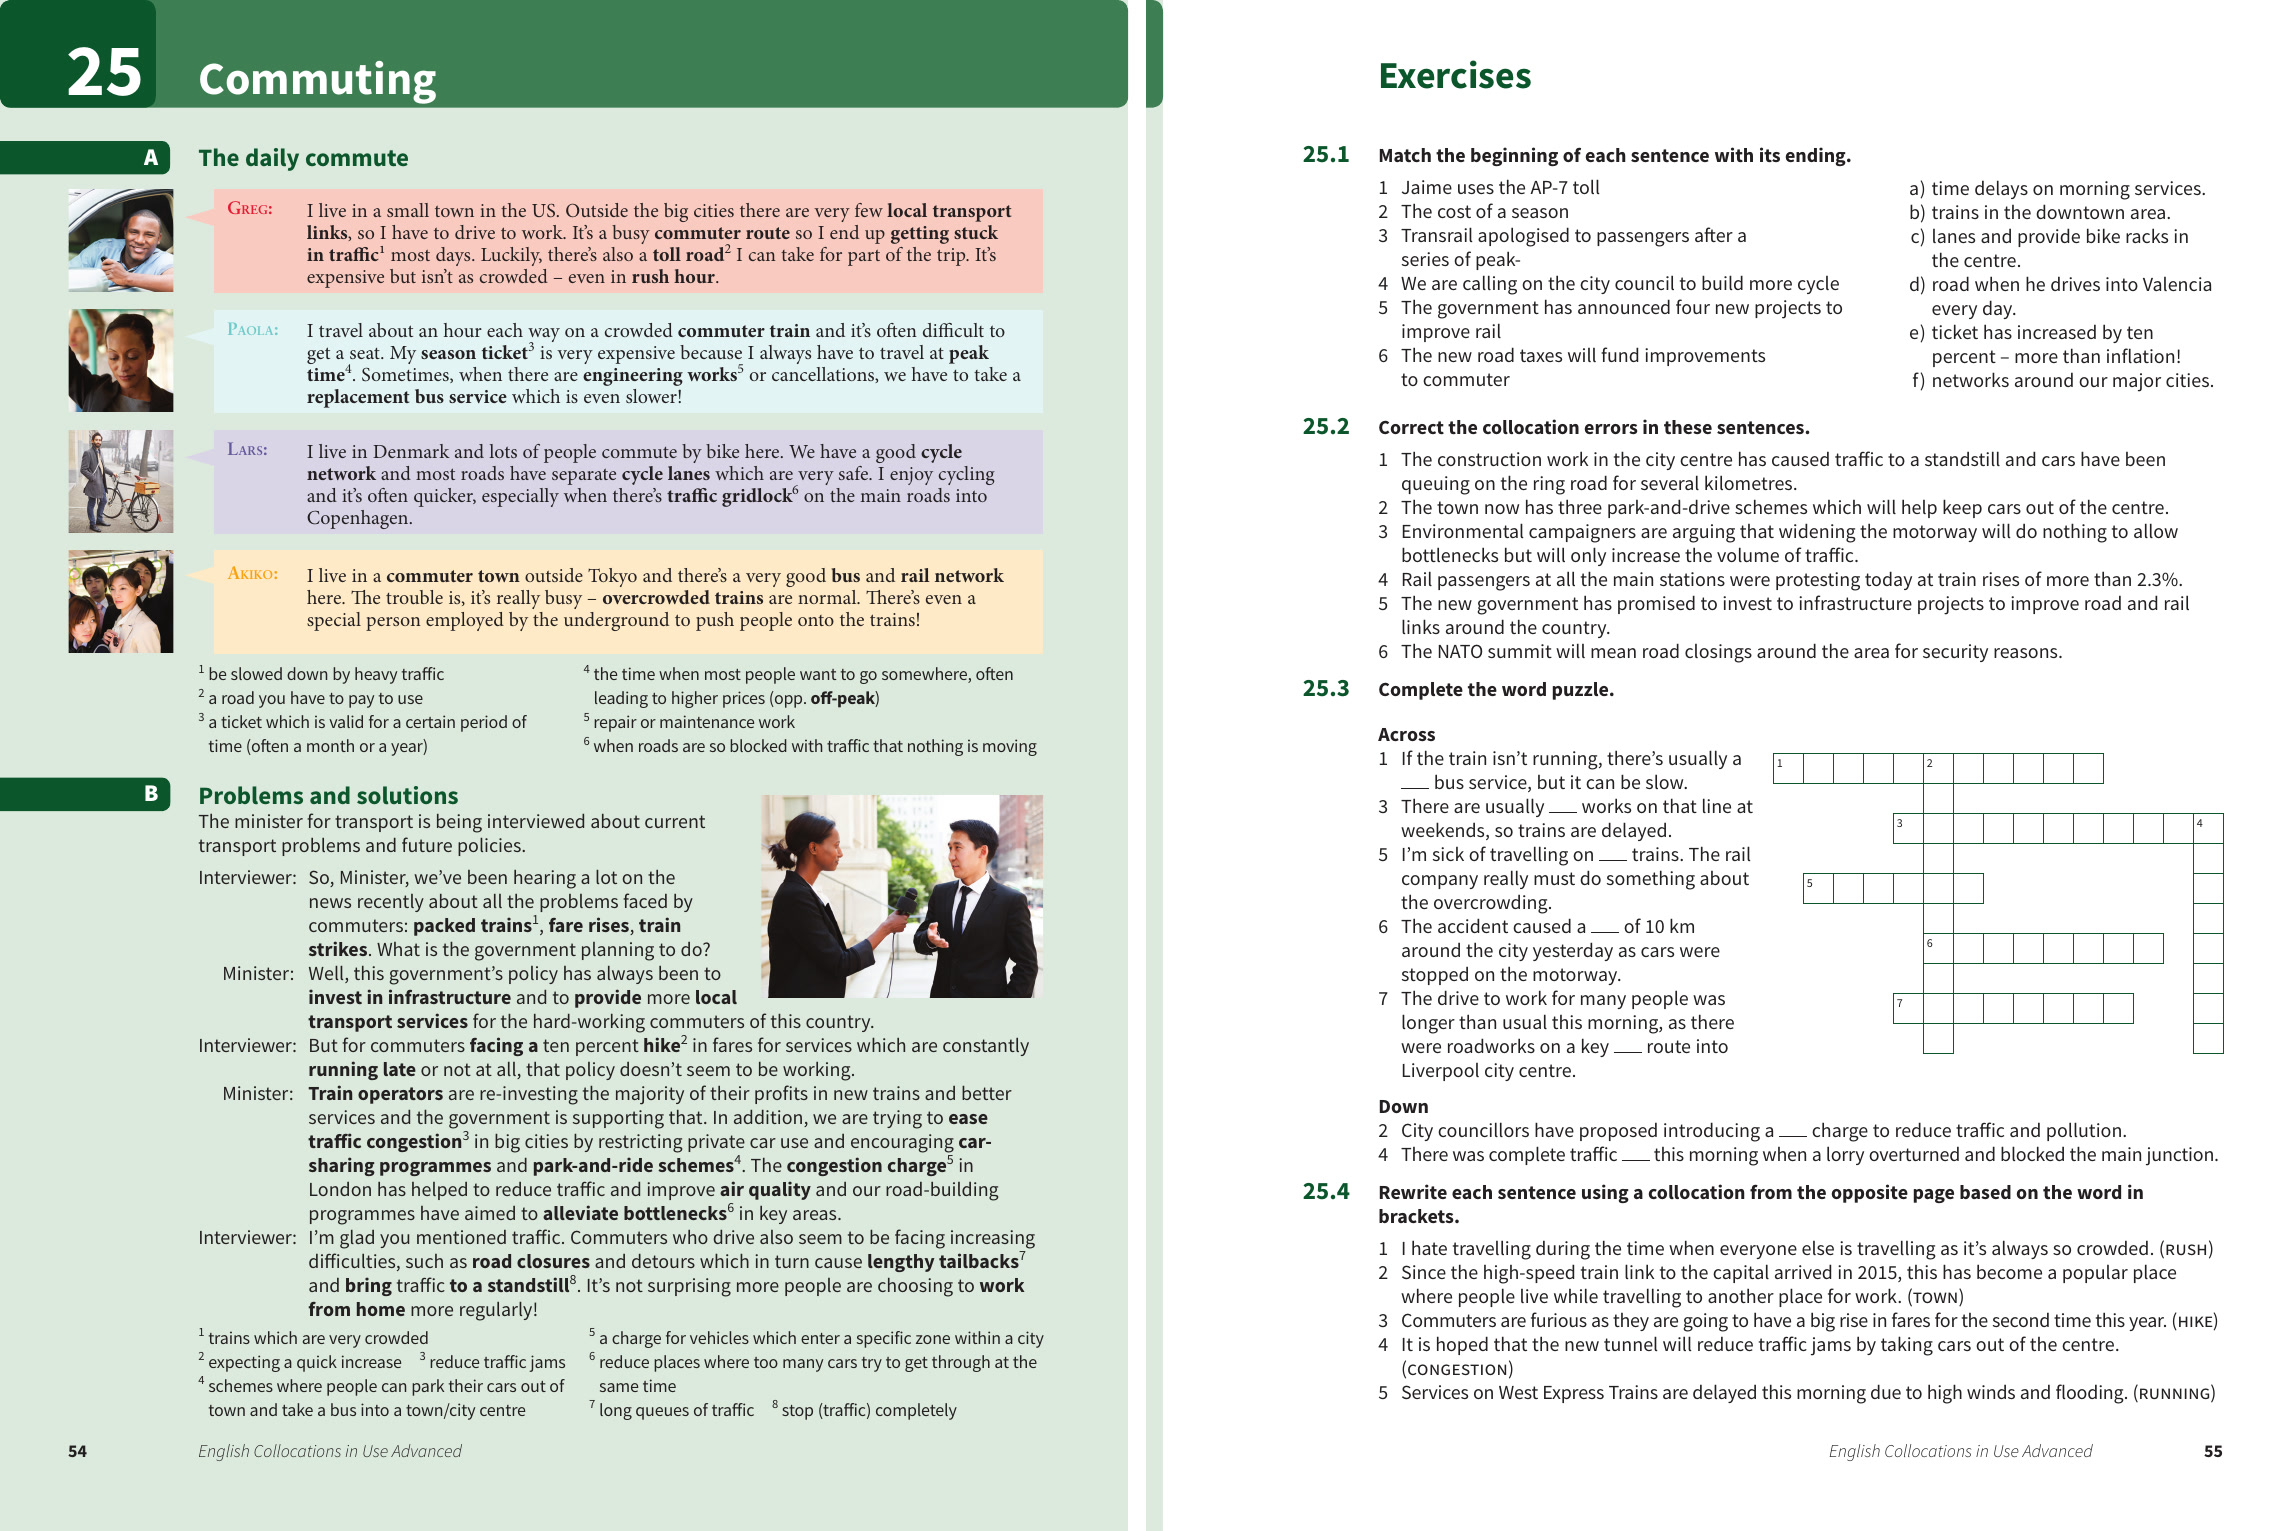 25
Commuting
A
The daily commute
GREG:
I live in a small town in the US. Outside the big cities there are very few local transport
links, so I have to drive to work. It’s a busy commuter route so I end up getting stuck
in traffic1 most days. Luckily, there’s also a toll road2 I can take for part of the trip. It’s
expensive but isn’t as crowded – even in rush hour.
PAOLA:
I travel about an hour each way on a crowded commuter train and it’s often difficult to
get a seat. My season ticket3 is very expensive because I always have to travel at peak
time4. Sometimes, when there are engineering works5 or cancellations, we have to take a
replacement bus service which is even slower!
LARS:
I live in Denmark and lots of people commute by bike here. We have a good cycle
network and most roads have separate cycle lanes which are very safe. I enjoy cycling
and it’s often quicker, especially when there’s traffic gridlock6 on the main roads into
Copenhagen.
AKIKO:
I live in a commuter town outside Tokyo and there’s a very good bus and rail network
here. The trouble is, it’s really busy – overcrowded trains are normal. There’s even a
special person employed by the underground to push people onto the trains!
1 be slowed down by heavy traffic
2 a road you have to pay to use
3 a ticket which is valid for a certain period of
time (often a month or a year)
4 the time when most people want to go somewhere, often
leading to higher prices (opp. off-peak)
5 repair or maintenance work
6 when roads are so blocked with traffic that nothing is moving
B
Problems and solutions
The minister for transport is being interviewed about current
transport problems and future policies.
Interviewer: So, Minister, we’ve been hearing a lot on the
news recently about all the problems faced by
commuters: packed trains1, fare rises, train
strikes. What is the government planning to do?
Minister: Well, this government’s policy has always been to
invest in infrastructure and to provide more local
transport services for the hard-working commuters of this country.
Interviewer: But for commuters facing a ten percent hike2 in fares for services which are constantly
running late or not at all, that policy doesn’t seem to be working.
Minister: Train operators are re-investing the majority of their profits in new trains and better
services and the government is supporting that. In addition, we are trying to ease
traffic congestion3 in big cities by restricting private car use and encouraging car-
sharing programmes and park-and-ride schemes4. The congestion charge5 in
London has helped to reduce traffic and improve air quality and our road-building
programmes have aimed to alleviate bottlenecks6 in key areas.
Interviewer: I’m glad you mentioned traffic. Commuters who drive also seem to be facing increasing
difficulties, such as road closures and detours which in turn cause lengthy tailbacks7
and bring traffic to a standstill8. It’s not surprising more people are choosing to work
from home more regularly!
1 trains which are very crowded
2 expecting a quick increase 3 reduce traffic jams
4 schemes where people can park their cars out of
town and take a bus into a town/city centre
5 a charge for vehicles which enter a specific zone within a city
6 reduce places where too many cars try to get through at the
same time
7 long queues of traffic 8 stop (traffic) completely
54
English Collocations in Use Advanced
Exercises
25.1 Match the beginning of each sentence with its ending.
1 Jaime uses the AP-7 toll
2 The cost of a season
3 Transrail apologised to passengers after a
series of peak-
4 We are calling on the city council to build more cycle
5 The government has announced four new projects to
improve rail
6 The new road taxes will fund improvements
to commuter
a) time delays on morning services.
b) trains in the downtown area.
c) lanes and provide bike racks in
the centre.
d) road when he drives into Valencia
every day.
e) ticket has increased by ten
percent – more than inflation!
f) networks around our major cities.
25.2 Correct the collocation errors in these sentences.
1 The construction work in the city centre has caused traffic to a standstill and cars have been
queuing on the ring road for several kilometres.
2 The town now has three park-and-drive schemes which will help keep cars out of the centre.
3 Environmental campaigners are arguing that widening the motorway will do nothing to allow
bottlenecks but will only increase the volume of traffic.
4 Rail passengers at all the main stations were protesting today at train rises of more than 2.3%.
5 The new government has promised to invest to infrastructure projects to improve road and rail
links around the country.
6 The NATO summit will mean road closings around the area for security reasons.
25.3 Complete the word puzzle.
Across
1 If the train isn’t running, there’s usually a
___ bus service, but it can be slow.
3 There are usually ___ works on that line at
weekends, so trains are delayed.
5 I’m sick of travelling on ___ trains. The rail
company really must do something about
the overcrowding.
6 The accident caused a ___ of 10 km
around the city yesterday as cars were
stopped on the motorway.
7 The drive to work for many people was
longer than usual this morning, as there
were roadworks on a key ___ route into
Liverpool city centre.
1 2
3 4
5
6
7
Down
2 City councillors have proposed introducing a ___ charge to reduce traffic and pollution.
4 There was complete traffic ___ this morning when a lorry overturned and blocked the main junction.
25.4 Rewrite each sentence using a collocation from the opposite page based on the word in
brackets.
1 I hate travelling during the time when everyone else is travelling as it’s always so crowded. (RUSH)
2 Since the high-speed train link to the capital arrived in 2015, this has become a popular place
where people live while travelling to another place for work. (TOWN)
3 Commuters are furious as they are going to have a big rise in fares for the second time this year. (HIKE)
4 It is hoped that the new tunnel will reduce traffic jams by taking cars out of the centre.
(CONGESTION)
5 Services on West Express Trains are delayed this morning due to high winds and flooding. (RUNNING)
English Collocations in Use Advanced
55